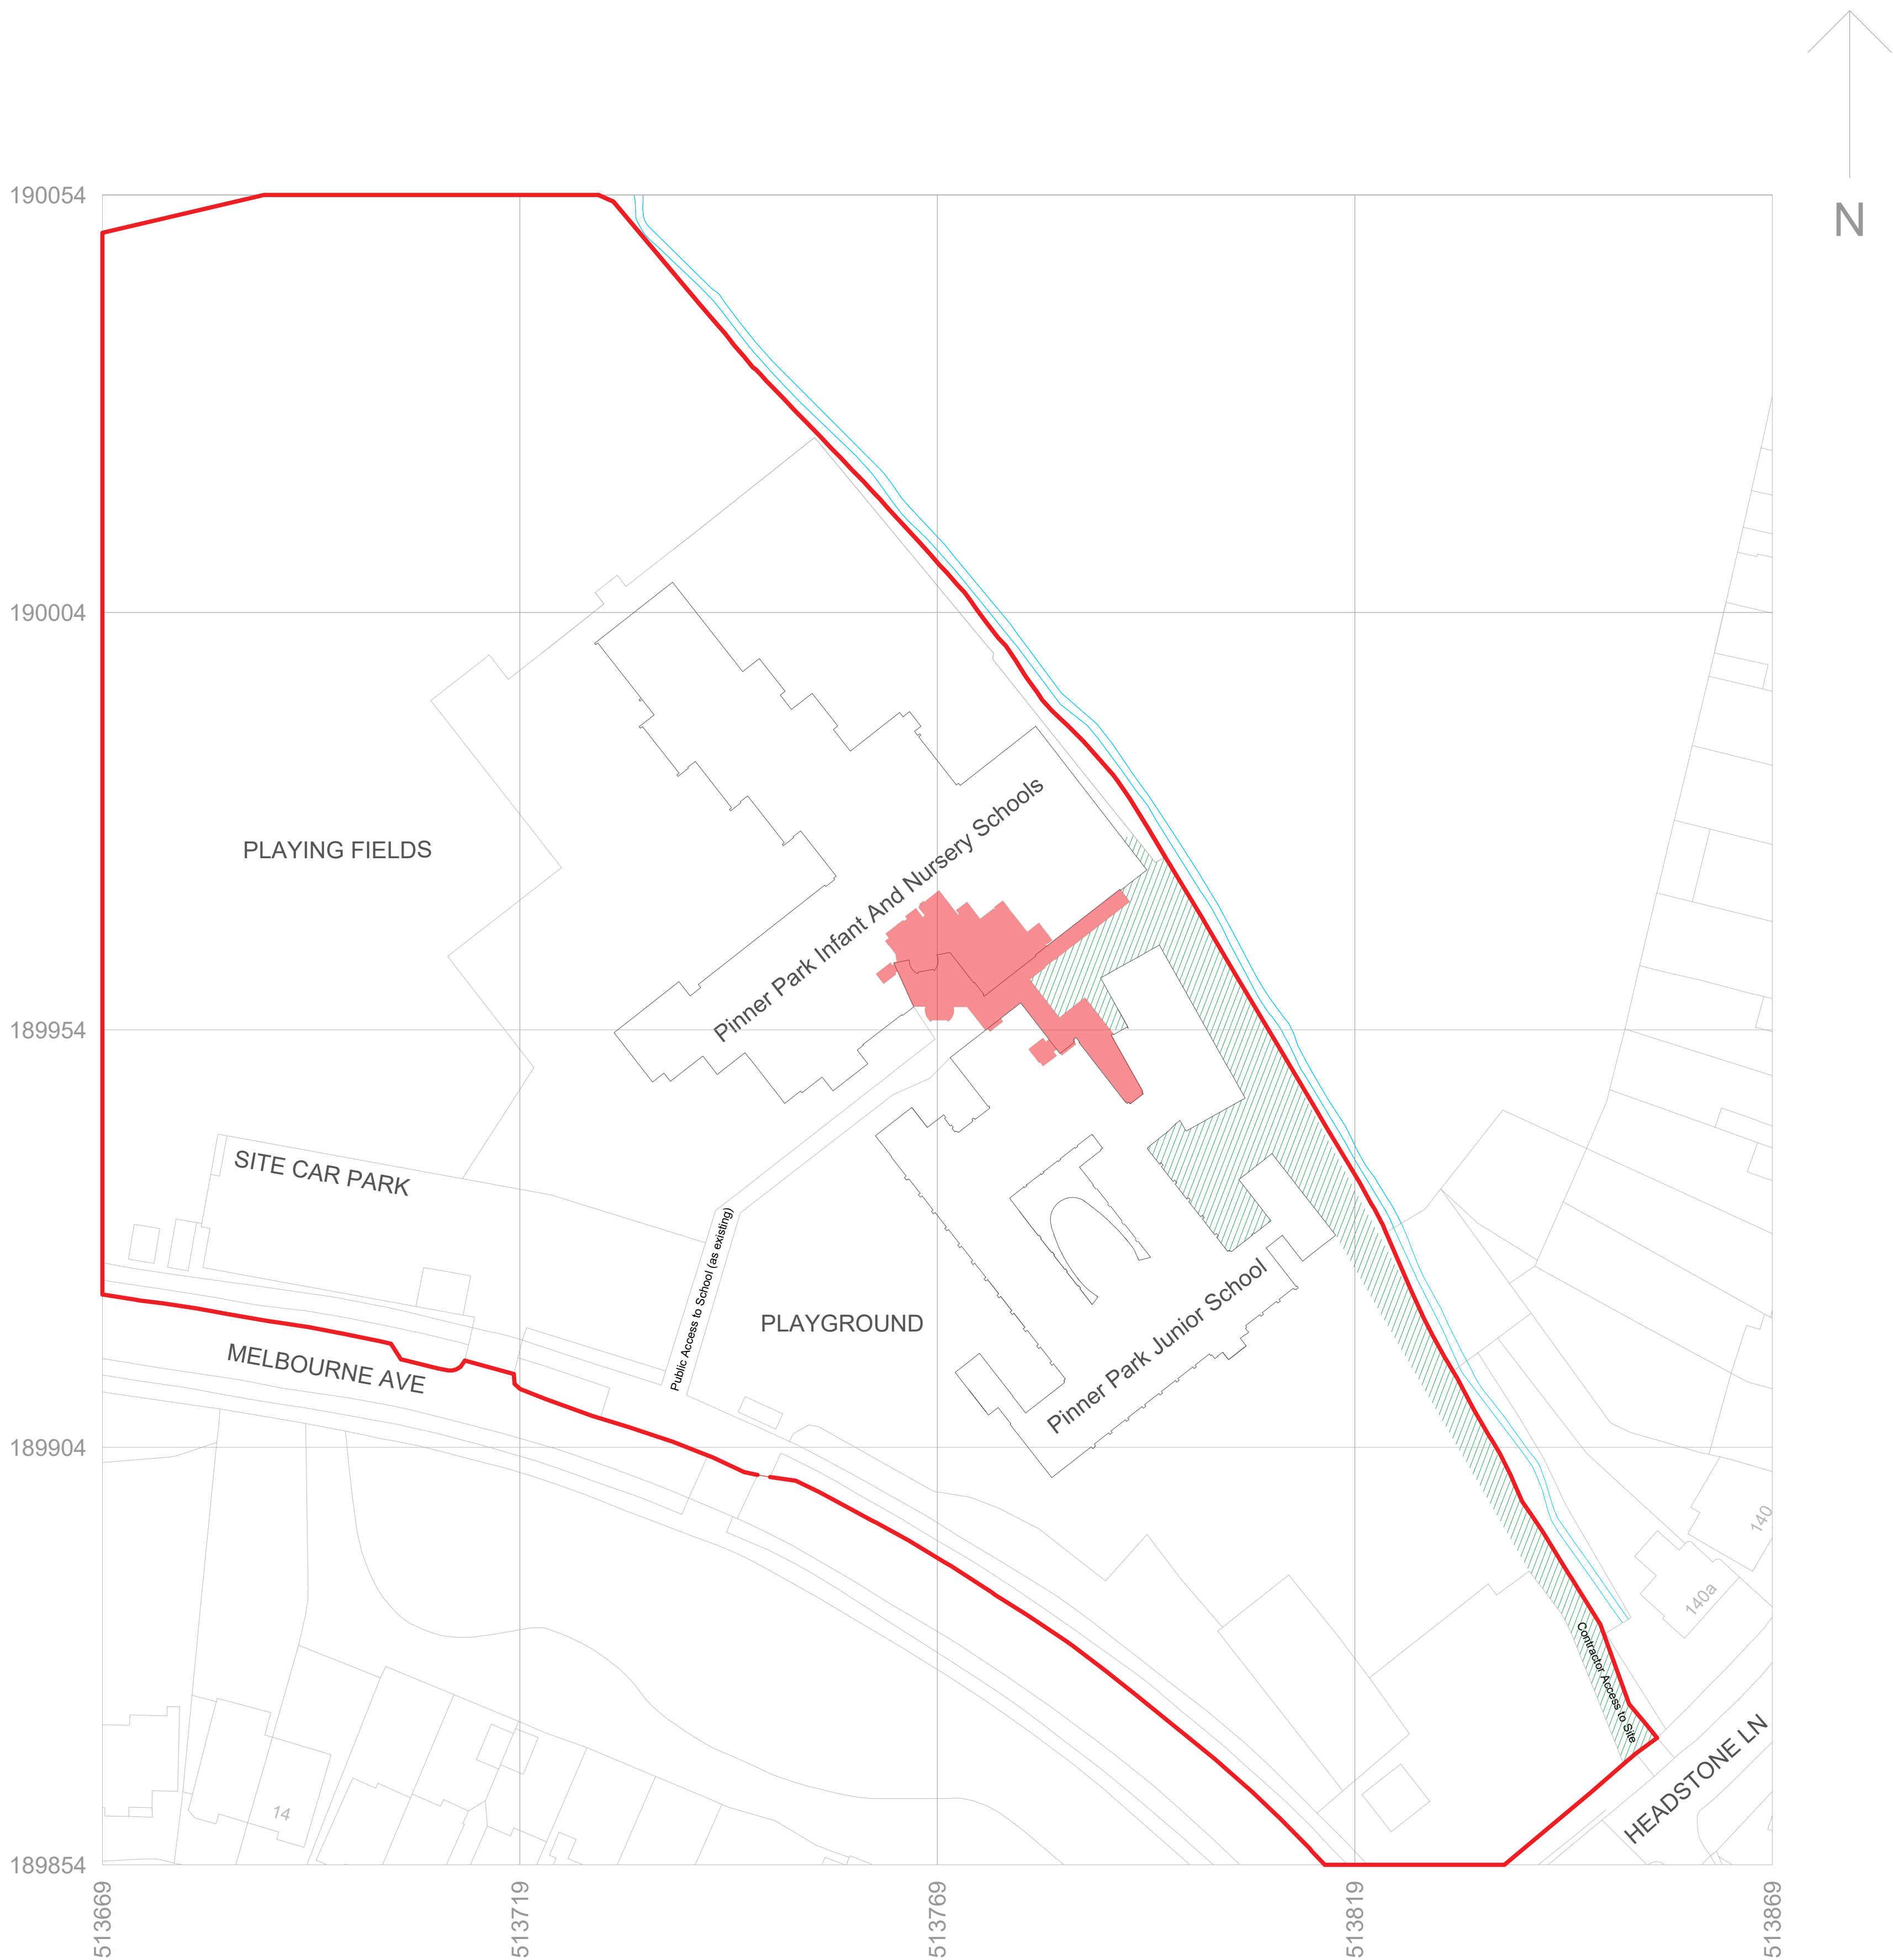 N
190054
190004
PLAYING FIELDS
Pinner Park Infant And Nursery Schools
189954
SITE CAR PARK
Public Access to School (as existing)
PLAYGROUND
Pinner Park Junior School
MELBOURNE AVE
189904
140
140a
Contractor Access to Site
HEADSTONE LN
14
189854
513669
513719
513769
513819
513869